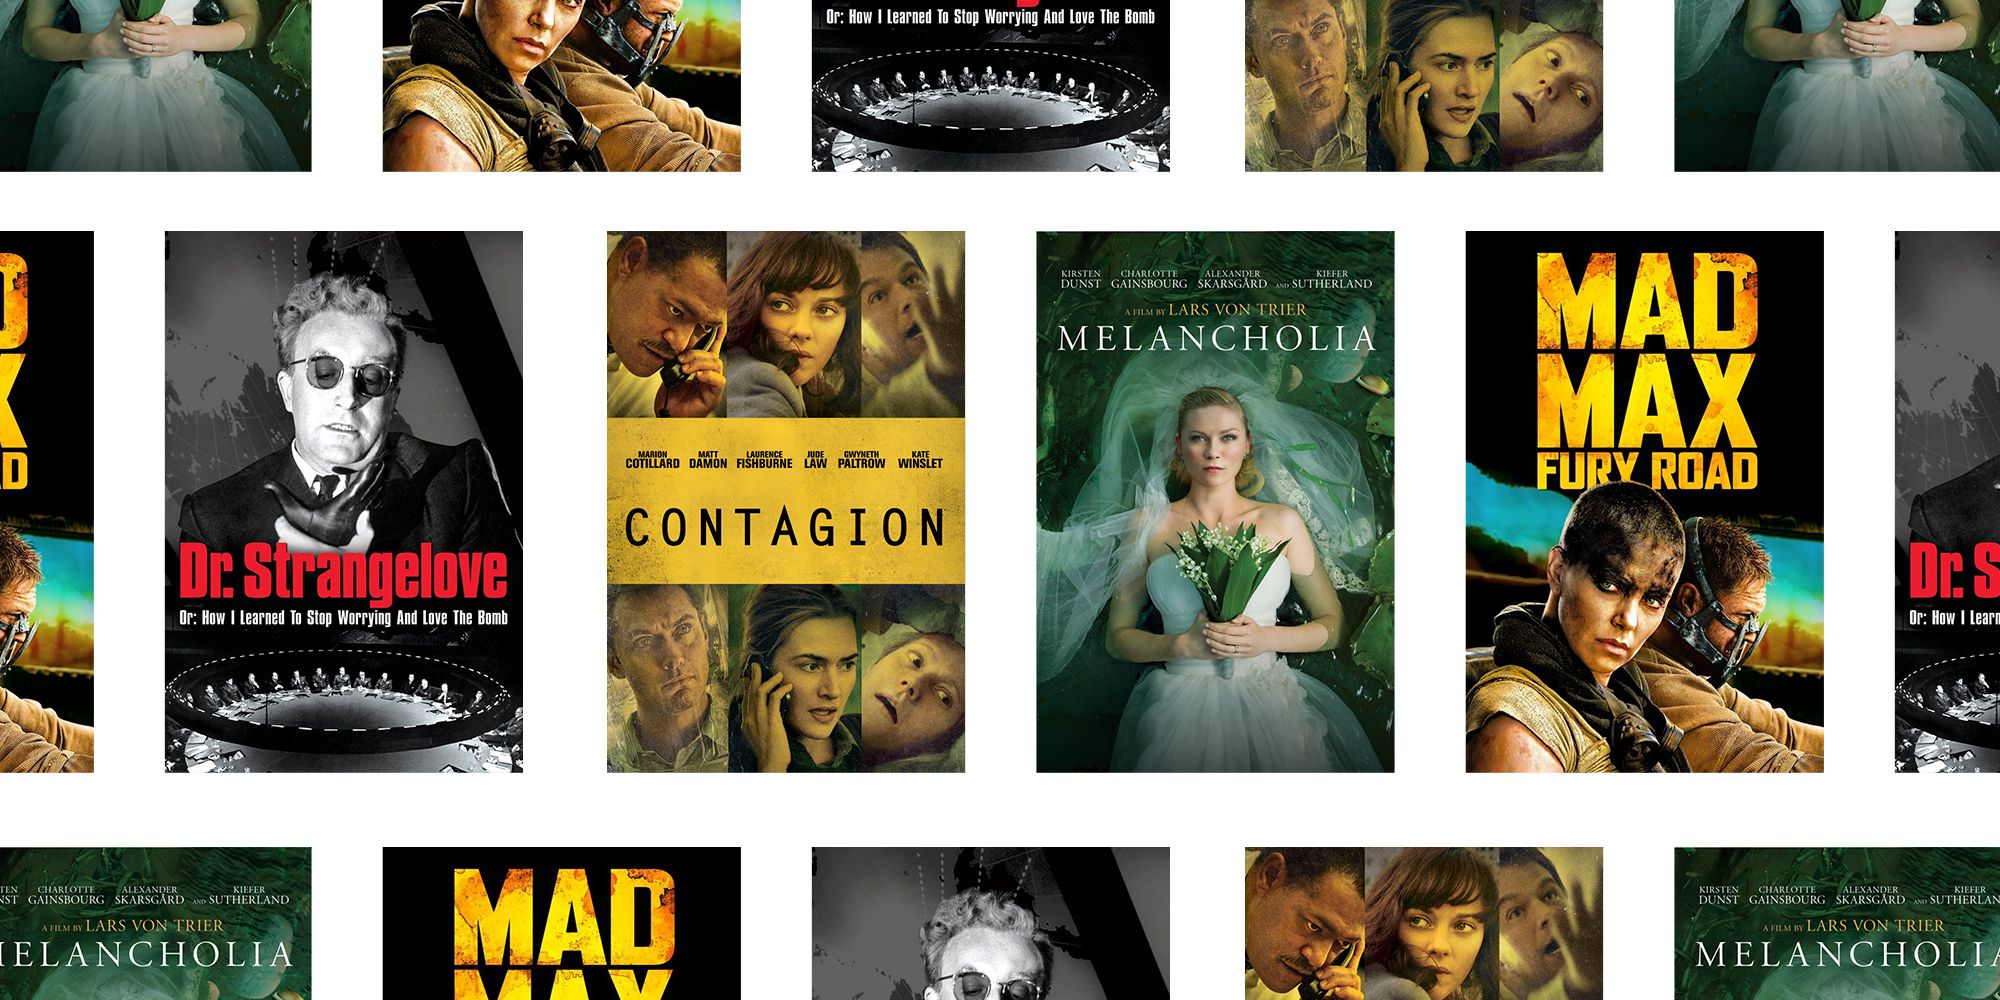 Or: How I Learned To Stop Worrying And Love The Bomb
MAD
MAX
FURY ROAD
Dr. Strangelove
Or: How I Learned To Stop Worrying And Love The Bomb
MARION COTILLARD MATT DAMON LAURENCE FISHBURNE JUDE LAW GWYNETH PALTROW KATE WINSLET
CONTAGION
KIRSTEN DUNST CHARLOTTE GAINSBOURG ALEXANDER SKARSGÅRD AND KIEFER SUTHERLAND
A FILM BY LARS VON TRIER
MELANCHOLIA
Dr. S
Or: How I Learn
CHARLOTTE GAINSBOURG ALEXANDER SKARSGÅRD AND KIEFER SUTHERLAND
A FILM BY LARS VON TRIER
MELANCHOLIA
MAD
MAX
KIRSTEN DUNST CHARLOTTE GAINSBOURG ALEXANDER SKARSGÅRD AND KIEFER SUTHERLAN
A FILM BY LARS VON TRIER
MELANCHOLIA